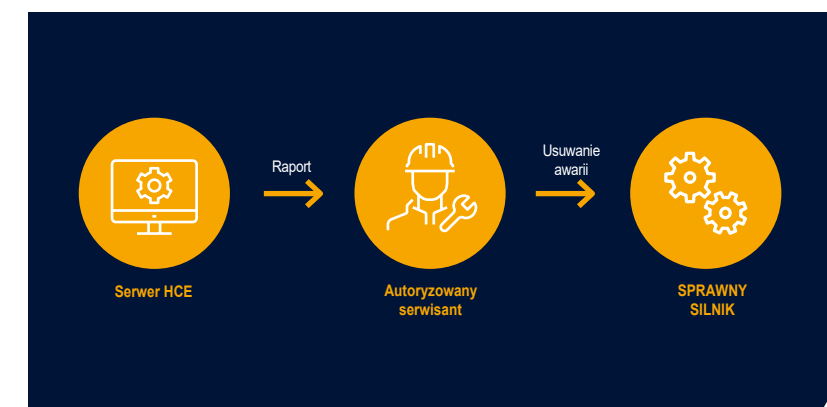 Raport
Usuwanie
awarii
Serwer HCE
Autoryzowany
serwisant
SPRAWNY
SILNIK